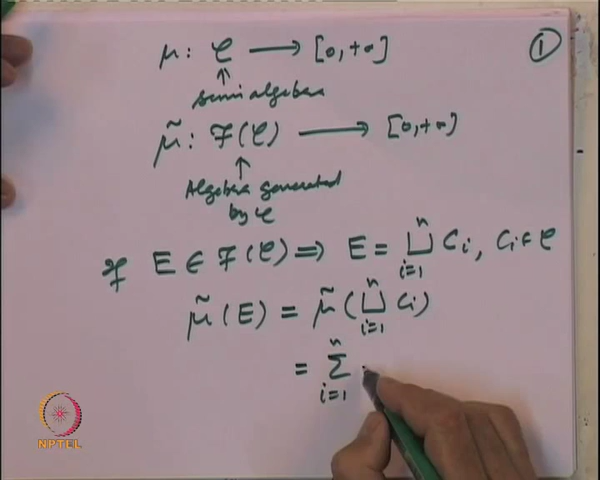 ①
μ : 𝒞 ⟶ [0, +∞]
↑
semi algebra
μ̃ : ℱ(𝒞) ⟶ [0, +∞]
↑
Algebra generated
by 𝒞
If E ∈ ℱ(𝒞) ⟹ E = ⊔ᵢ₌₁ⁿ Cᵢ, Cᵢ ∈ 𝒞
μ̃(E) = μ̃(⊔ᵢ₌₁ⁿ Cᵢ)
= Σᵢ₌₁ⁿ
NPTEL